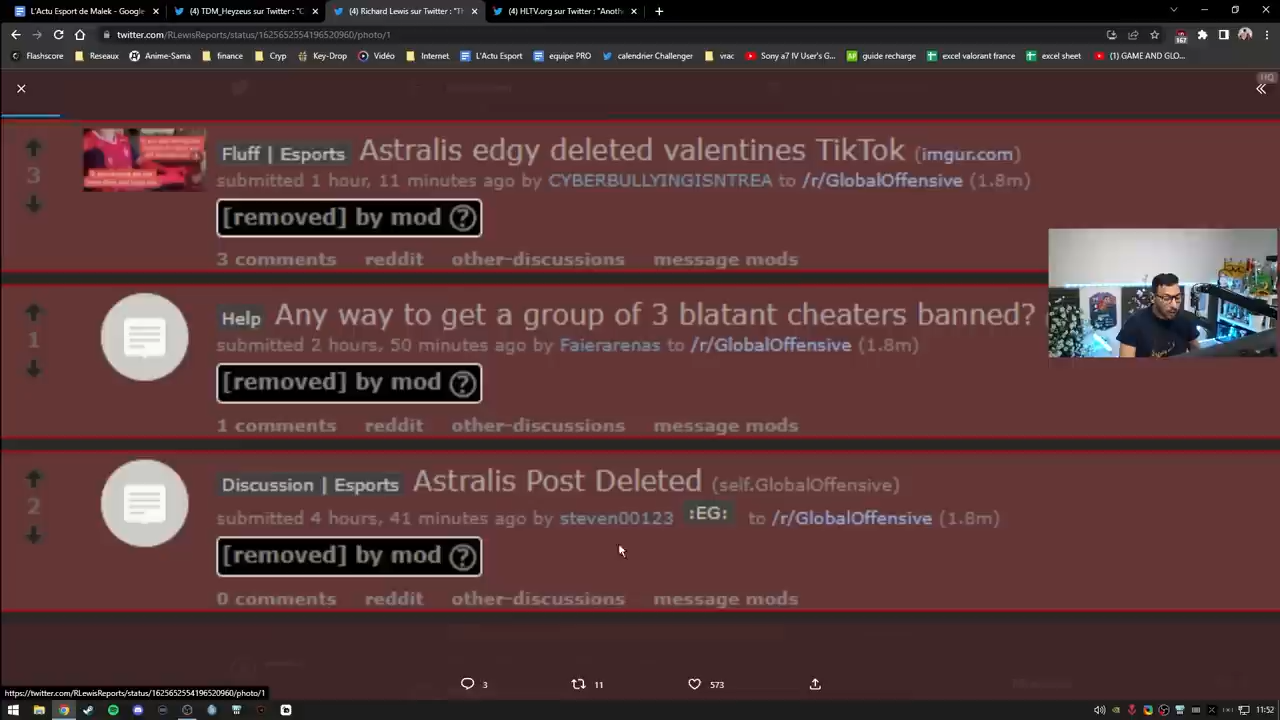 L'Actu Esport de Malek - Google
(4) TDM_Heyzeus sur Twitter : "C
(4) Richard Lewis sur Twitter : "T
(4) HLTV.org sur Twitter : "Anoth
twitter.com/RLewisReports/status/1625652554196520960/photo/1
Flashscore
Reseaux
Anime-Sama
finance
Cryp
Key-Drop
Vidéo
Internet
L'Actu Esport
equipe PRO
calendrier Challenger
vrac
Sony a7 IV User's G...
guide recharge
excel valorant france
excel sheet
(1) GAME AND GLO...
HQ
3
Fluff | Esports Astralis edgy deleted valentines TikTok (imgur.com)
submitted 1 hour, 11 minutes ago by CYBERBULLYINGISNTREA to /r/GlobalOffensive (1.8m)
[removed] by mod ?
3 comments reddit other-discussions message mods
1
Help Any way to get a group of 3 blatant cheaters banned?
submitted 2 hours, 50 minutes ago by Faierarenas to /r/GlobalOffensive (1.8m)
[removed] by mod ?
1 comments reddit other-discussions message mods
2
Discussion | Esports Astralis Post Deleted (self.GlobalOffensive)
submitted 4 hours, 41 minutes ago by steven00123 :EG: to /r/GlobalOffensive (1.8m)
[removed] by mod ?
0 comments reddit other-discussions message mods
3
11
573
https://twitter.com/RLewisReports/status/1625652554196520960/photo/1
11:52